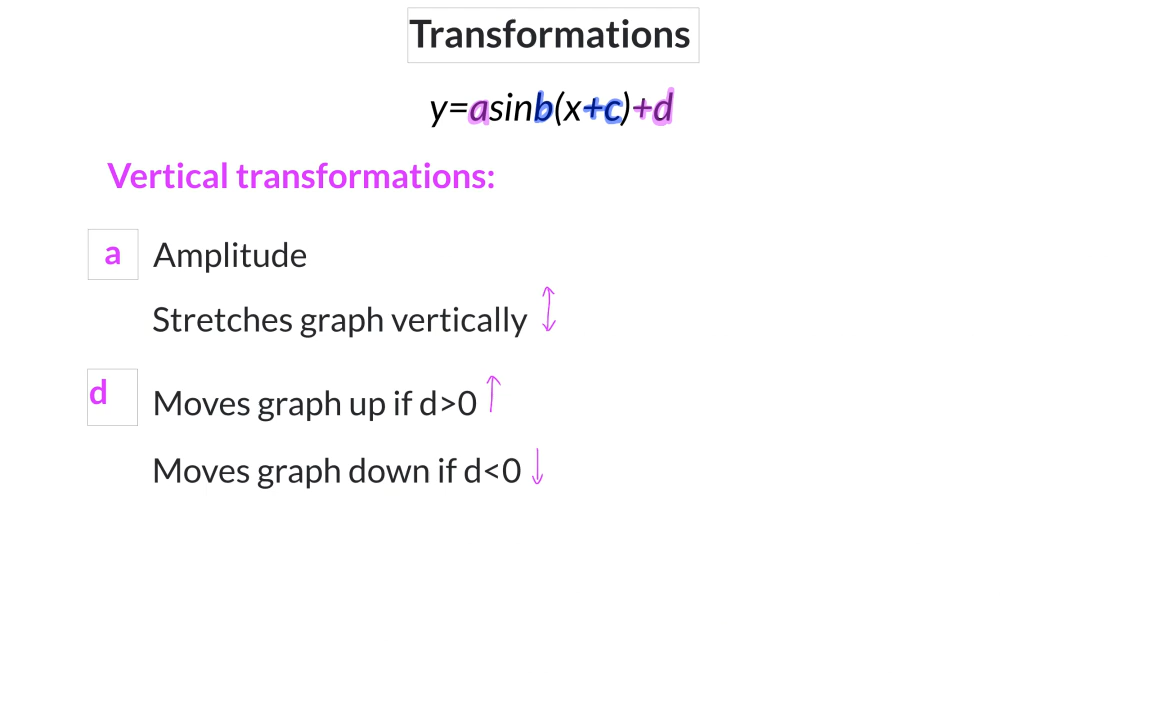 Transformations
y=asinb(x+c)+d
Vertical transformations:
a Amplitude
Stretches graph vertically
d Moves graph up if d>0
Moves graph down if d<0